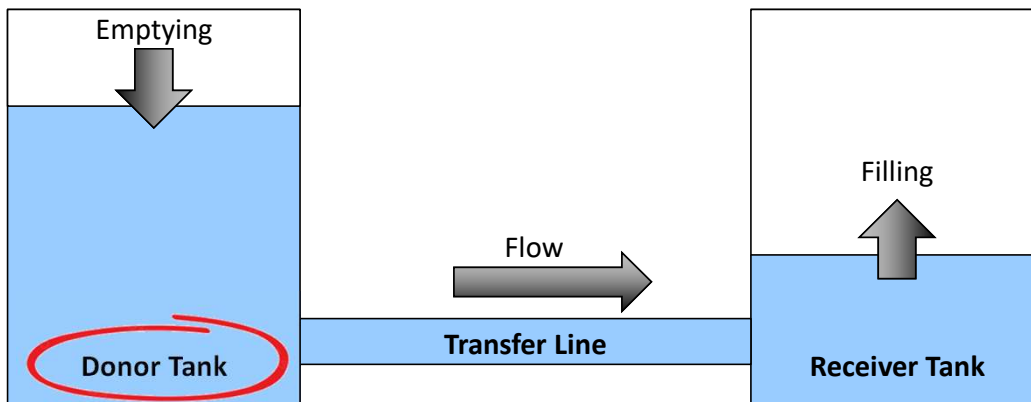 Emptying
Filling
Flow
Transfer Line
Donor Tank
Receiver Tank